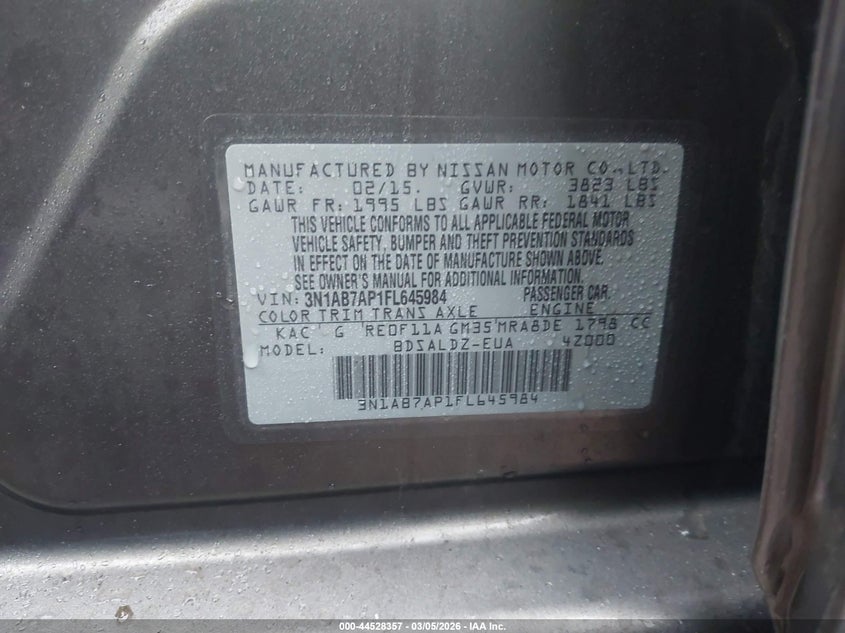 MANUFACTURED BY NISSAN MOTOR CO.,LTD.
DATE: 02/15. GVWR: 3823 LBS
GAWR FR: 1995 LBS GAWR RR: 1841 LBS
THIS VEHICLE CONFORMS TO ALL APPLICABLE FEDERAL MOTOR
VEHICLE SAFETY, BUMPER AND THEFT PREVENTION STANDARDS
IN EFFECT ON THE DATE OF MANUFACTURE SHOWN ABOVE.
SEE OWNER'S MANUAL FOR ADDITIONAL INFORMATION.
VIN: 3N1AB7AP1FL645984 PASSENGER CAR
COLOR TRIM TRANS AXLE ENGINE
KAC G RE0F11A GM35 MRA8DE 1798 CC
MODEL: BDSALDZ-EUA 4Z000
3N1AB7AP1FL645984
000-44528357 | 03/05/2026 | IAA Inc.